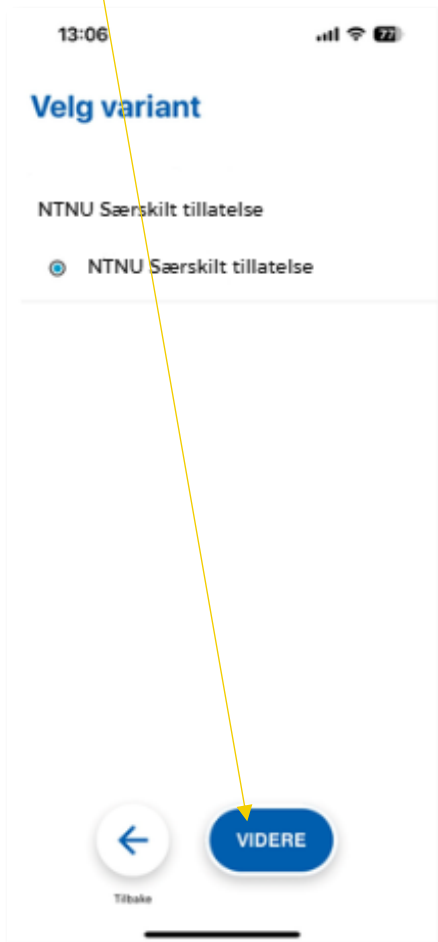 13:06
77
Velg variant
NTNU Særskilt tillatelse
NTNU Særskilt tillatelse
VIDERE
Tilbake